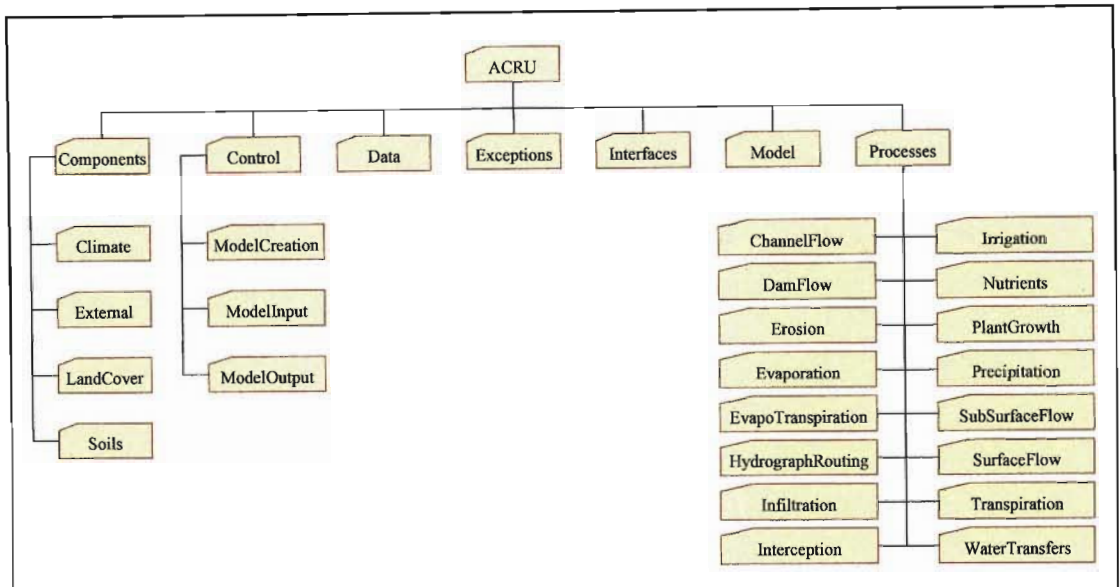 ACRU
Components
Control
Data
Exceptions
Interfaces
Model
Processes
Climate
External
LandCover
Soils
ModelCreation
ModelInput
ModelOutput
ChannelFlow
DamFlow
Erosion
Evaporation
EvapoTranspiration
HydrographRouting
Infiltration
Interception
Irrigation
Nutrients
PlantGrowth
Precipitation
SubSurfaceFlow
SurfaceFlow
Transpiration
WaterTransfers